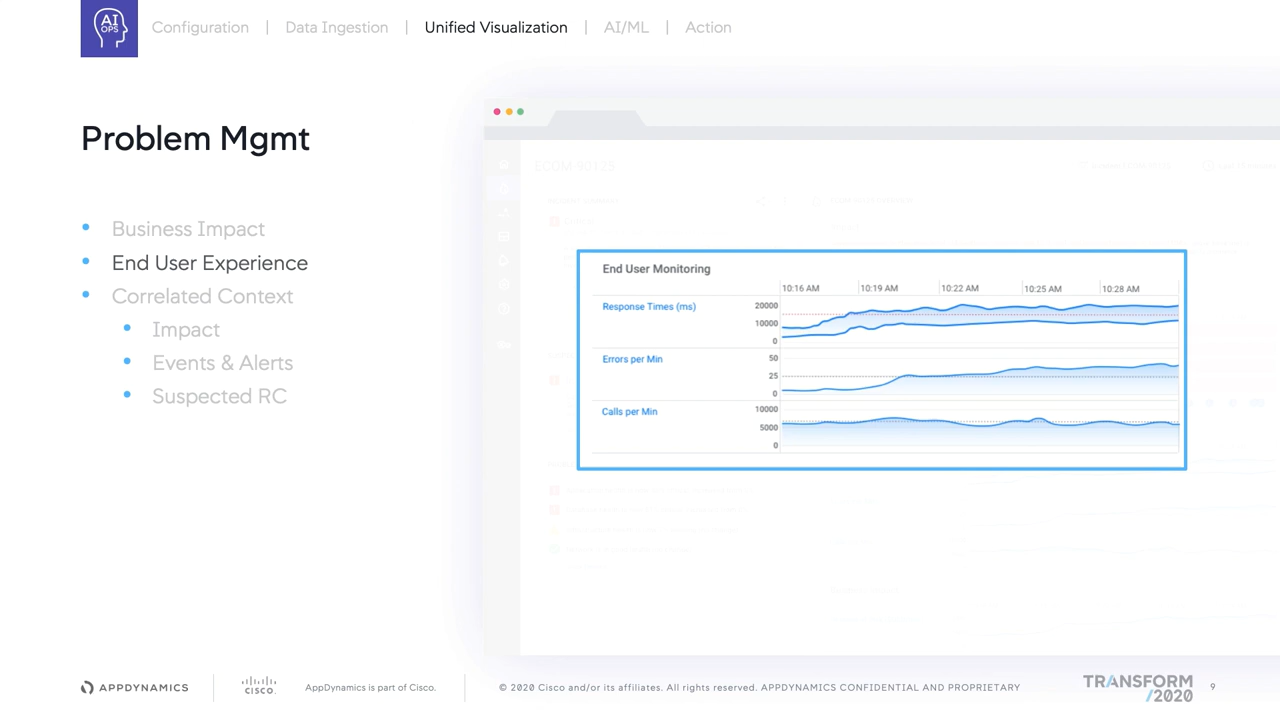 AI
OPS
Configuration | Data Ingestion | Unified Visualization | AI/ML | Action
Problem Mgmt
• Business Impact
• End User Experience
• Correlated Context
• Impact
• Events & Alerts
• Suspected RC
ECOM 40125
End User Monitoring
10:16 AM 10:19 AM 10:22 AM 10:25 AM 10:28 AM
Response Times (ms)
20000
10000
0
Errors per Min
50
25
0
Calls per Min
10000
5000
0
APPDYNAMICS
CISCO
AppDynamics is part of Cisco.
© 2020 Cisco and/or its affiliates. All rights reserved. APPDYNAMICS CONFIDENTIAL AND PROPRIETARY
TRANSFORM
/2020
9